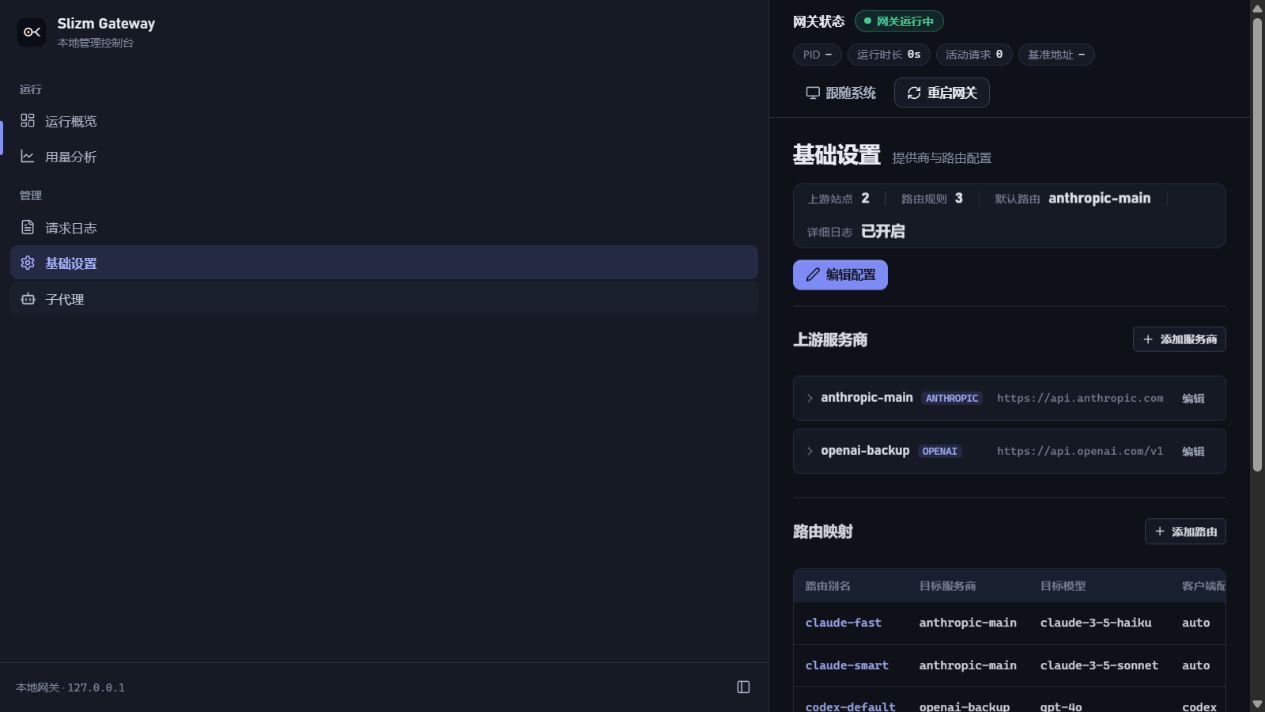 Slizm Gateway
本地管理控制台
运行
运行概览
用量分析
管理
请求日志
基础设置
子代理
本地网关 · 127.0.0.1
网关状态 网关运行中
PID – 运行时长 0s 活动请求 0 基准地址 –
跟随系统 重启网关
基础设置 提供商与路由配置
上游站点 2 路由规则 3 默认路由 anthropic-main
详细日志 已开启
编辑配置
上游服务商 + 添加服务商
anthropic-main ANTHROPIC https://api.anthropic.com 编辑
openai-backup OPENAI https://api.openai.com/v1 编辑
路由映射 + 添加路由
路由别名 目标服务商 目标模型 客户端配
claude-fast anthropic-main claude-3-5-haiku auto
claude-smart anthropic-main claude-3-5-sonnet auto
codex-default openai-backup gpt-4o codex